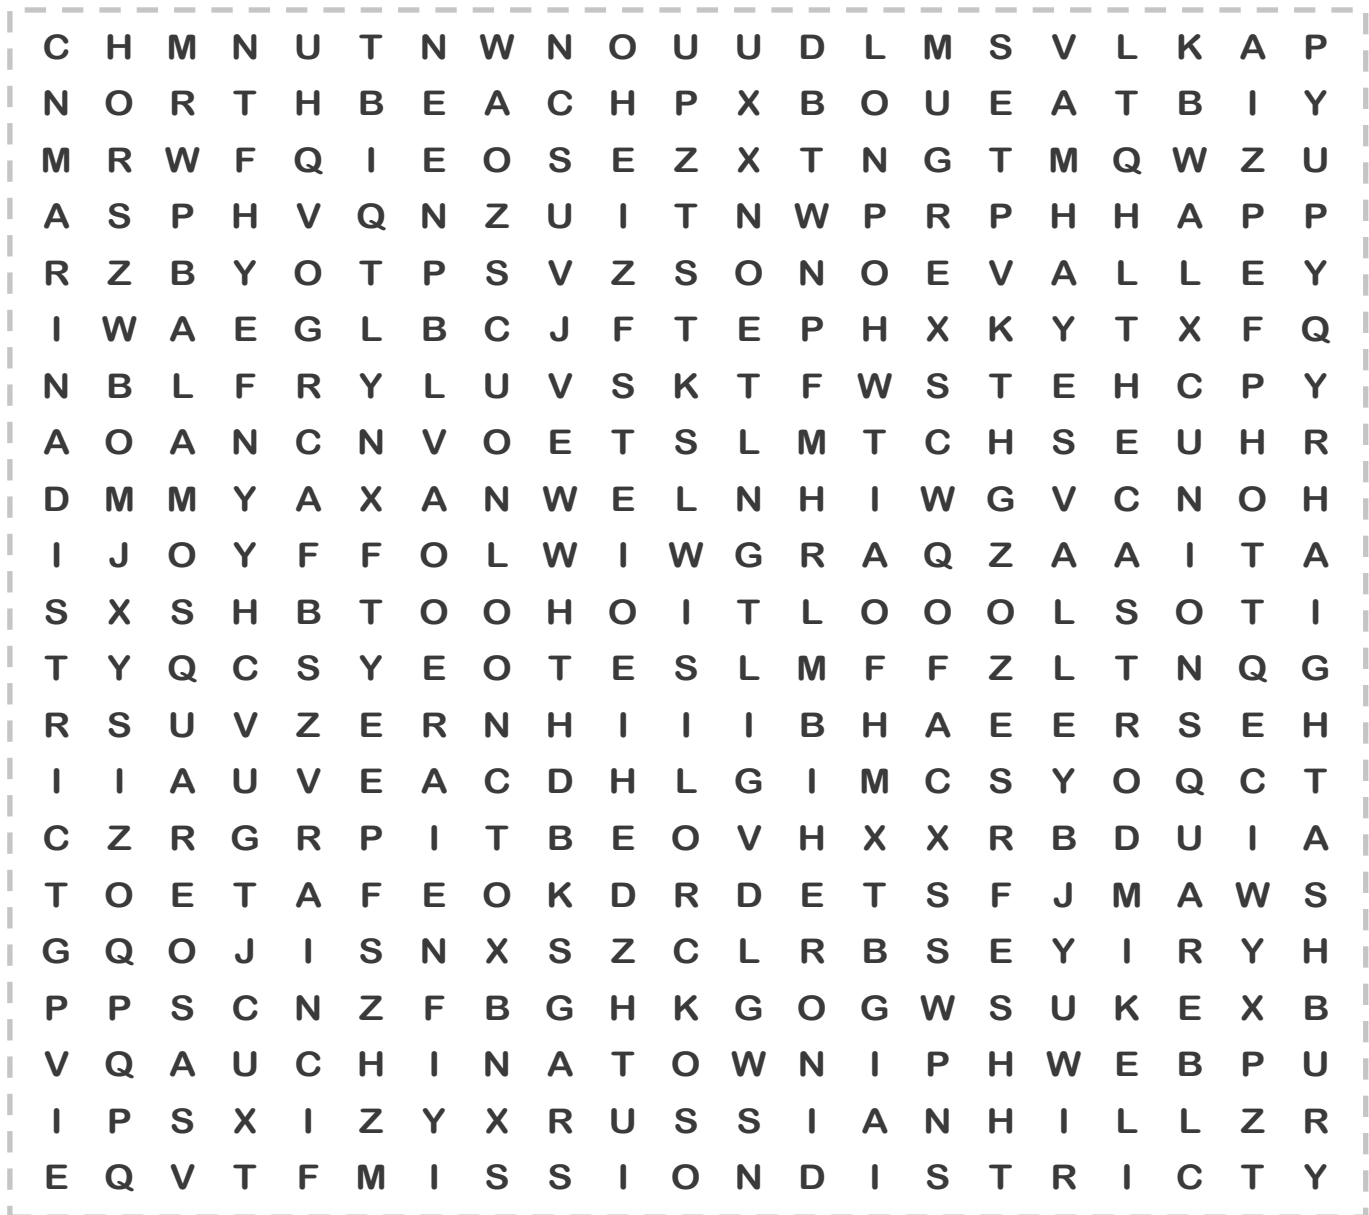 C H M N U T N W N O U U D L M S V L K A P
N O R T H B E A C H P X B O U E A T B I Y
M R W F Q I E O S E Z X T N G T M Q W Z U
A S P H V Q N Z U I T N W P R P H H A P P
R Z B Y O T P S V Z S O N O E V A L L E Y
I W A E G L B C J F T E P H X K Y T X F Q
N B L F R Y L U V S K T F W S T E H C P Y
A O A N C N V O E T S L M T C H S E U H R
D M M Y A X A N W E L N H I W G V C N O H
I J O Y F F O L W I W G R A Q Z A A I T A
S X S H B T O O H O I T L O O O L S O T I
T Y Q C S Y E O T E S L M F F Z L T N Q G
R S U V Z E R N H I I I B H A E E R S E H
I I A U V E A C D H L G I M C S Y O Q C T
C Z R G R P I T B E O V H X X R B D U I A
T O E T A F E O K D R D E T S F J M A W S
G Q O J I S N X S Z C L R B S E Y I R Y H
P P S C N Z F B G H K G O G W S U K E X B
V Q A U C H I N A T O W N I P H W E B P U
I P S X I Z Y X R U S S I A N H I L L Z R
E Q V T F M I S S I O N D I S T R I C T Y